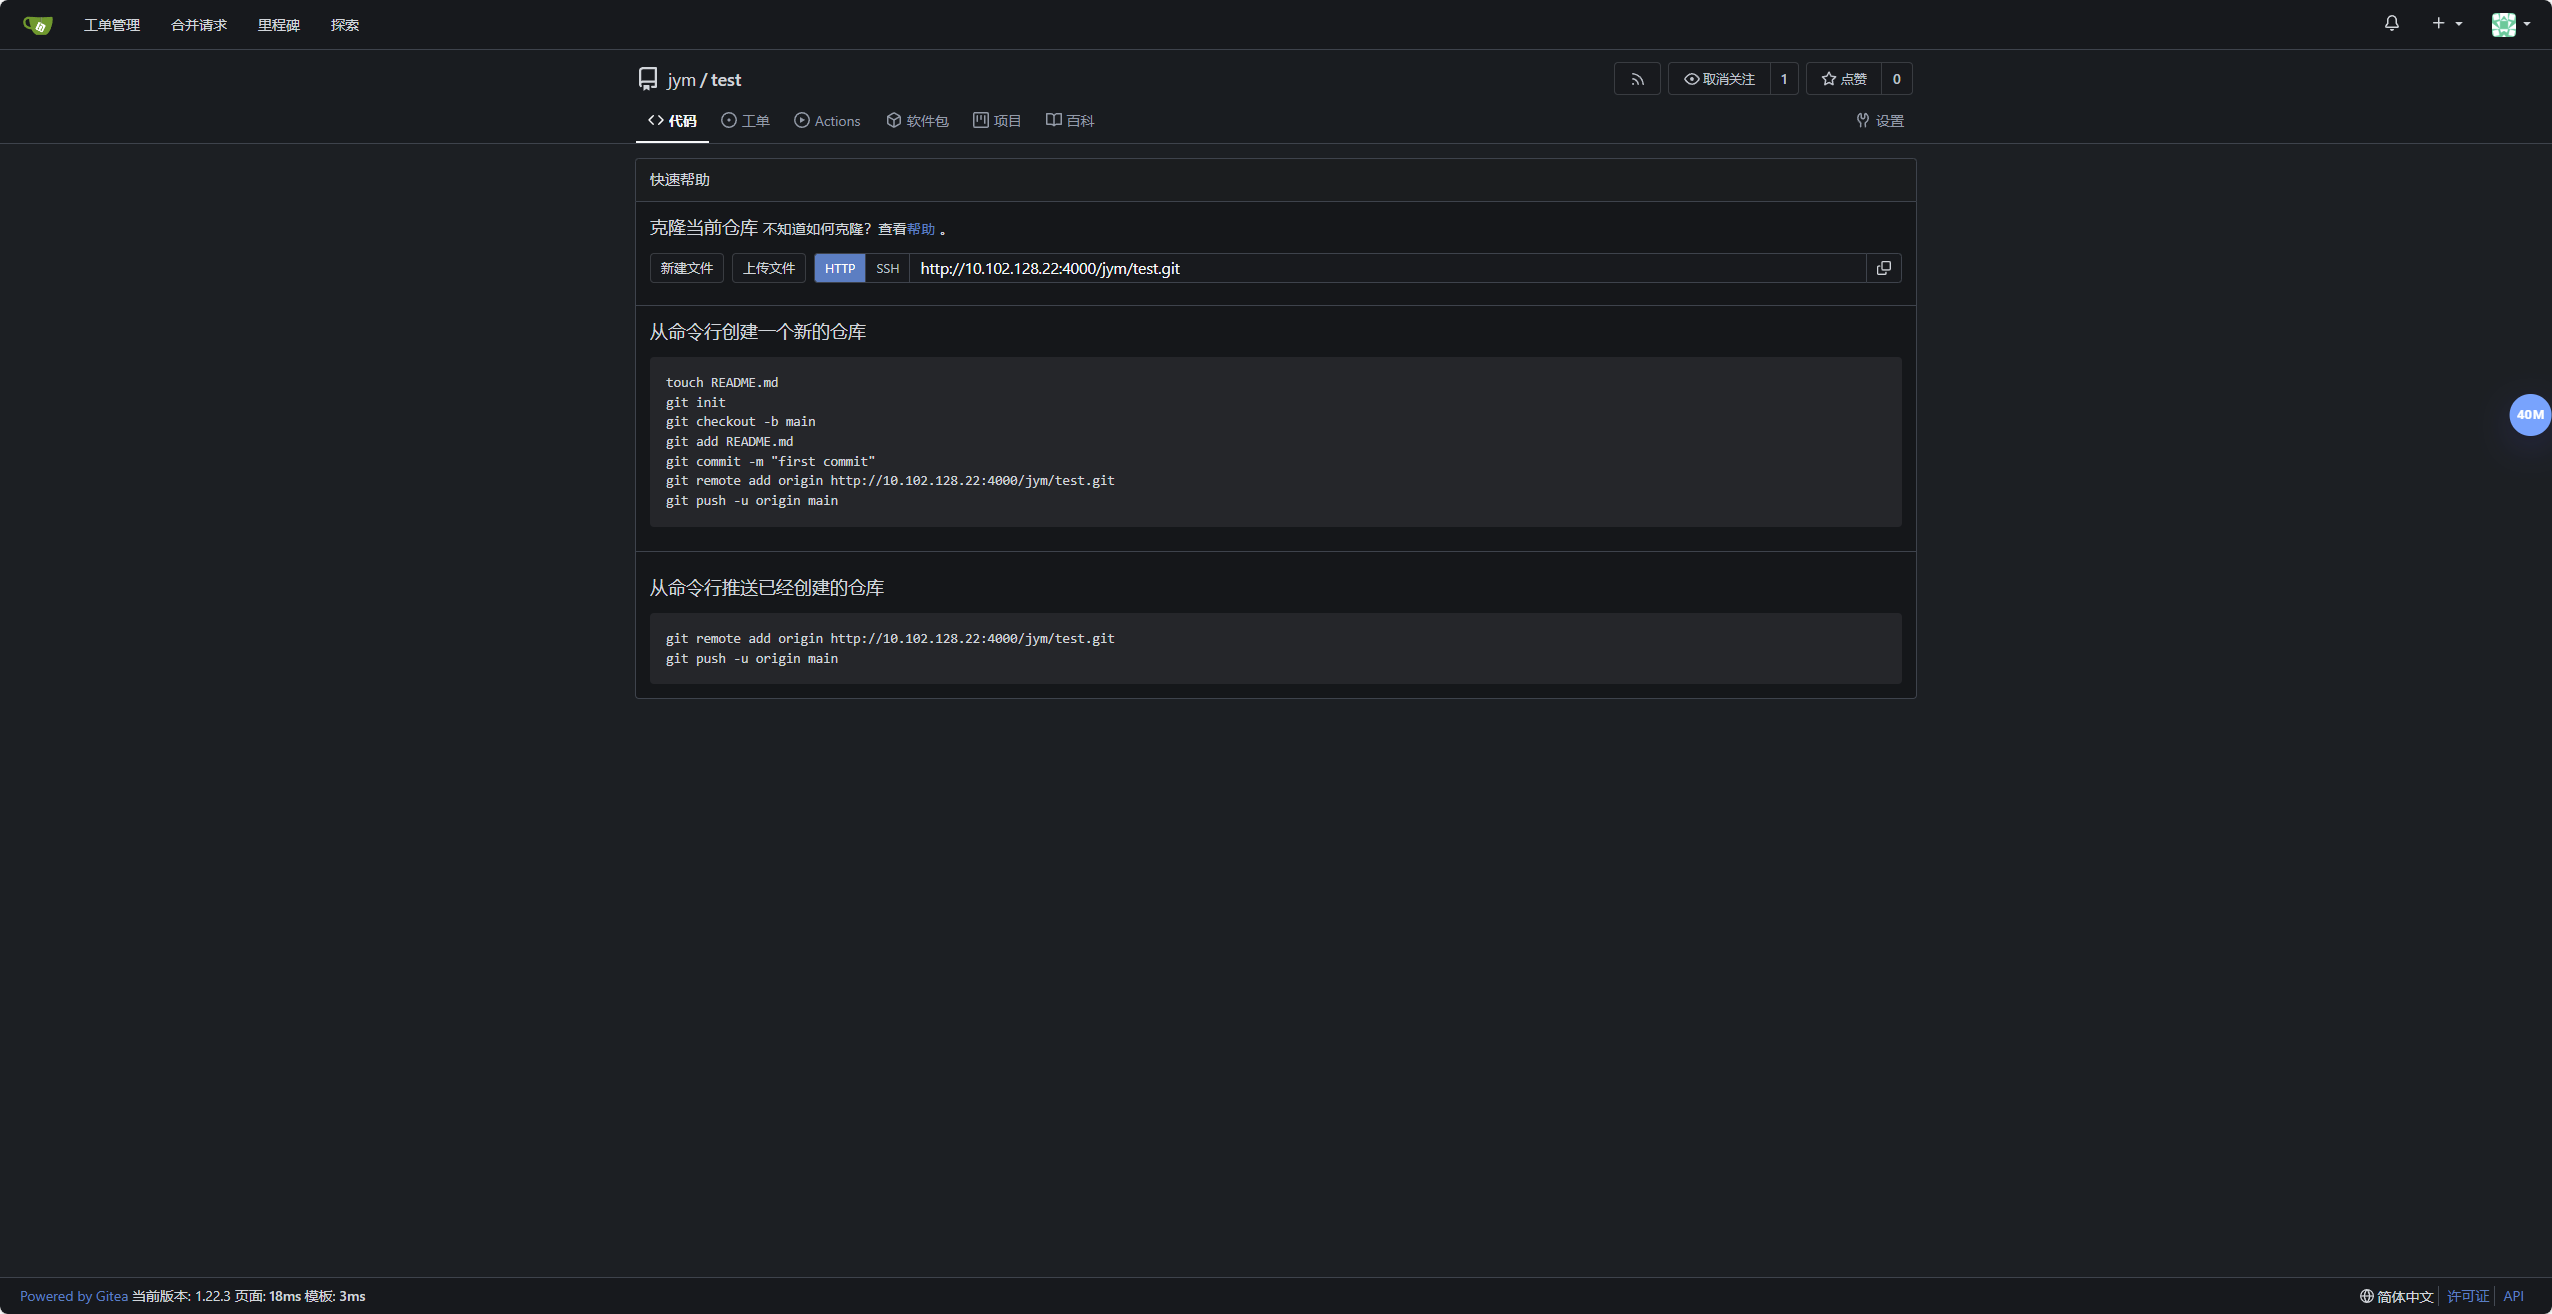 工单管理 合并请求 里程碑 探索
jym / test 取消关注 1 点赞 0
代码 工单 Actions 软件包 项目 百科 设置
快速帮助
克隆当前仓库 不知道如何克隆？查看帮助 。
新建文件 上传文件 HTTP SSH http://10.102.128.22:4000/jym/test.git
从命令行创建一个新的仓库
touch README.md
git init
git checkout -b main
git add README.md
git commit -m "first commit"
git remote add origin http://10.102.128.22:4000/jym/test.git
git push -u origin main
40M
从命令行推送已经创建的仓库
git remote add origin http://10.102.128.22:4000/jym/test.git
git push -u origin main
Powered by Gitea 当前版本: 1.22.3 页面: 18ms 模板: 3ms 简体中文 许可证 API